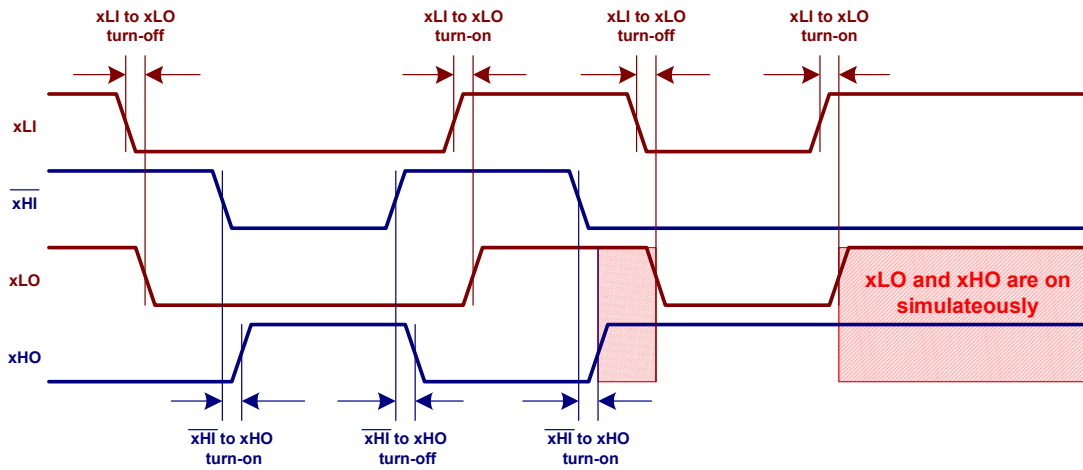 xLI to xLO
turn-off
xLI to xLO
turn-on
xLI to xLO
turn-off
xLI to xLO
turn-on
xLI
xHI
xLO
xLO and xHO are on
simulateously
xHO
xHI to xHO
turn-on
xHI to xHO
turn-off
xHI to xHO
turn-on